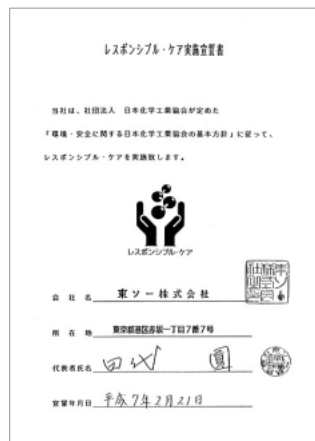 レスポンシブル・ケア実施宣誓書
当社は、社団法人 日本化学工業協会が定めた
「環境・安全に関する日本化学工業協会の基本方針」に従って、
レスポンシブル・ケアを実施致します。
レスポンシブル・ケア
会社名 東ソー株式会社
所在地 東京都港区赤坂一丁目7番7号
代表者氏名 田代 圓
宣誓年月日 平成7年2月21日